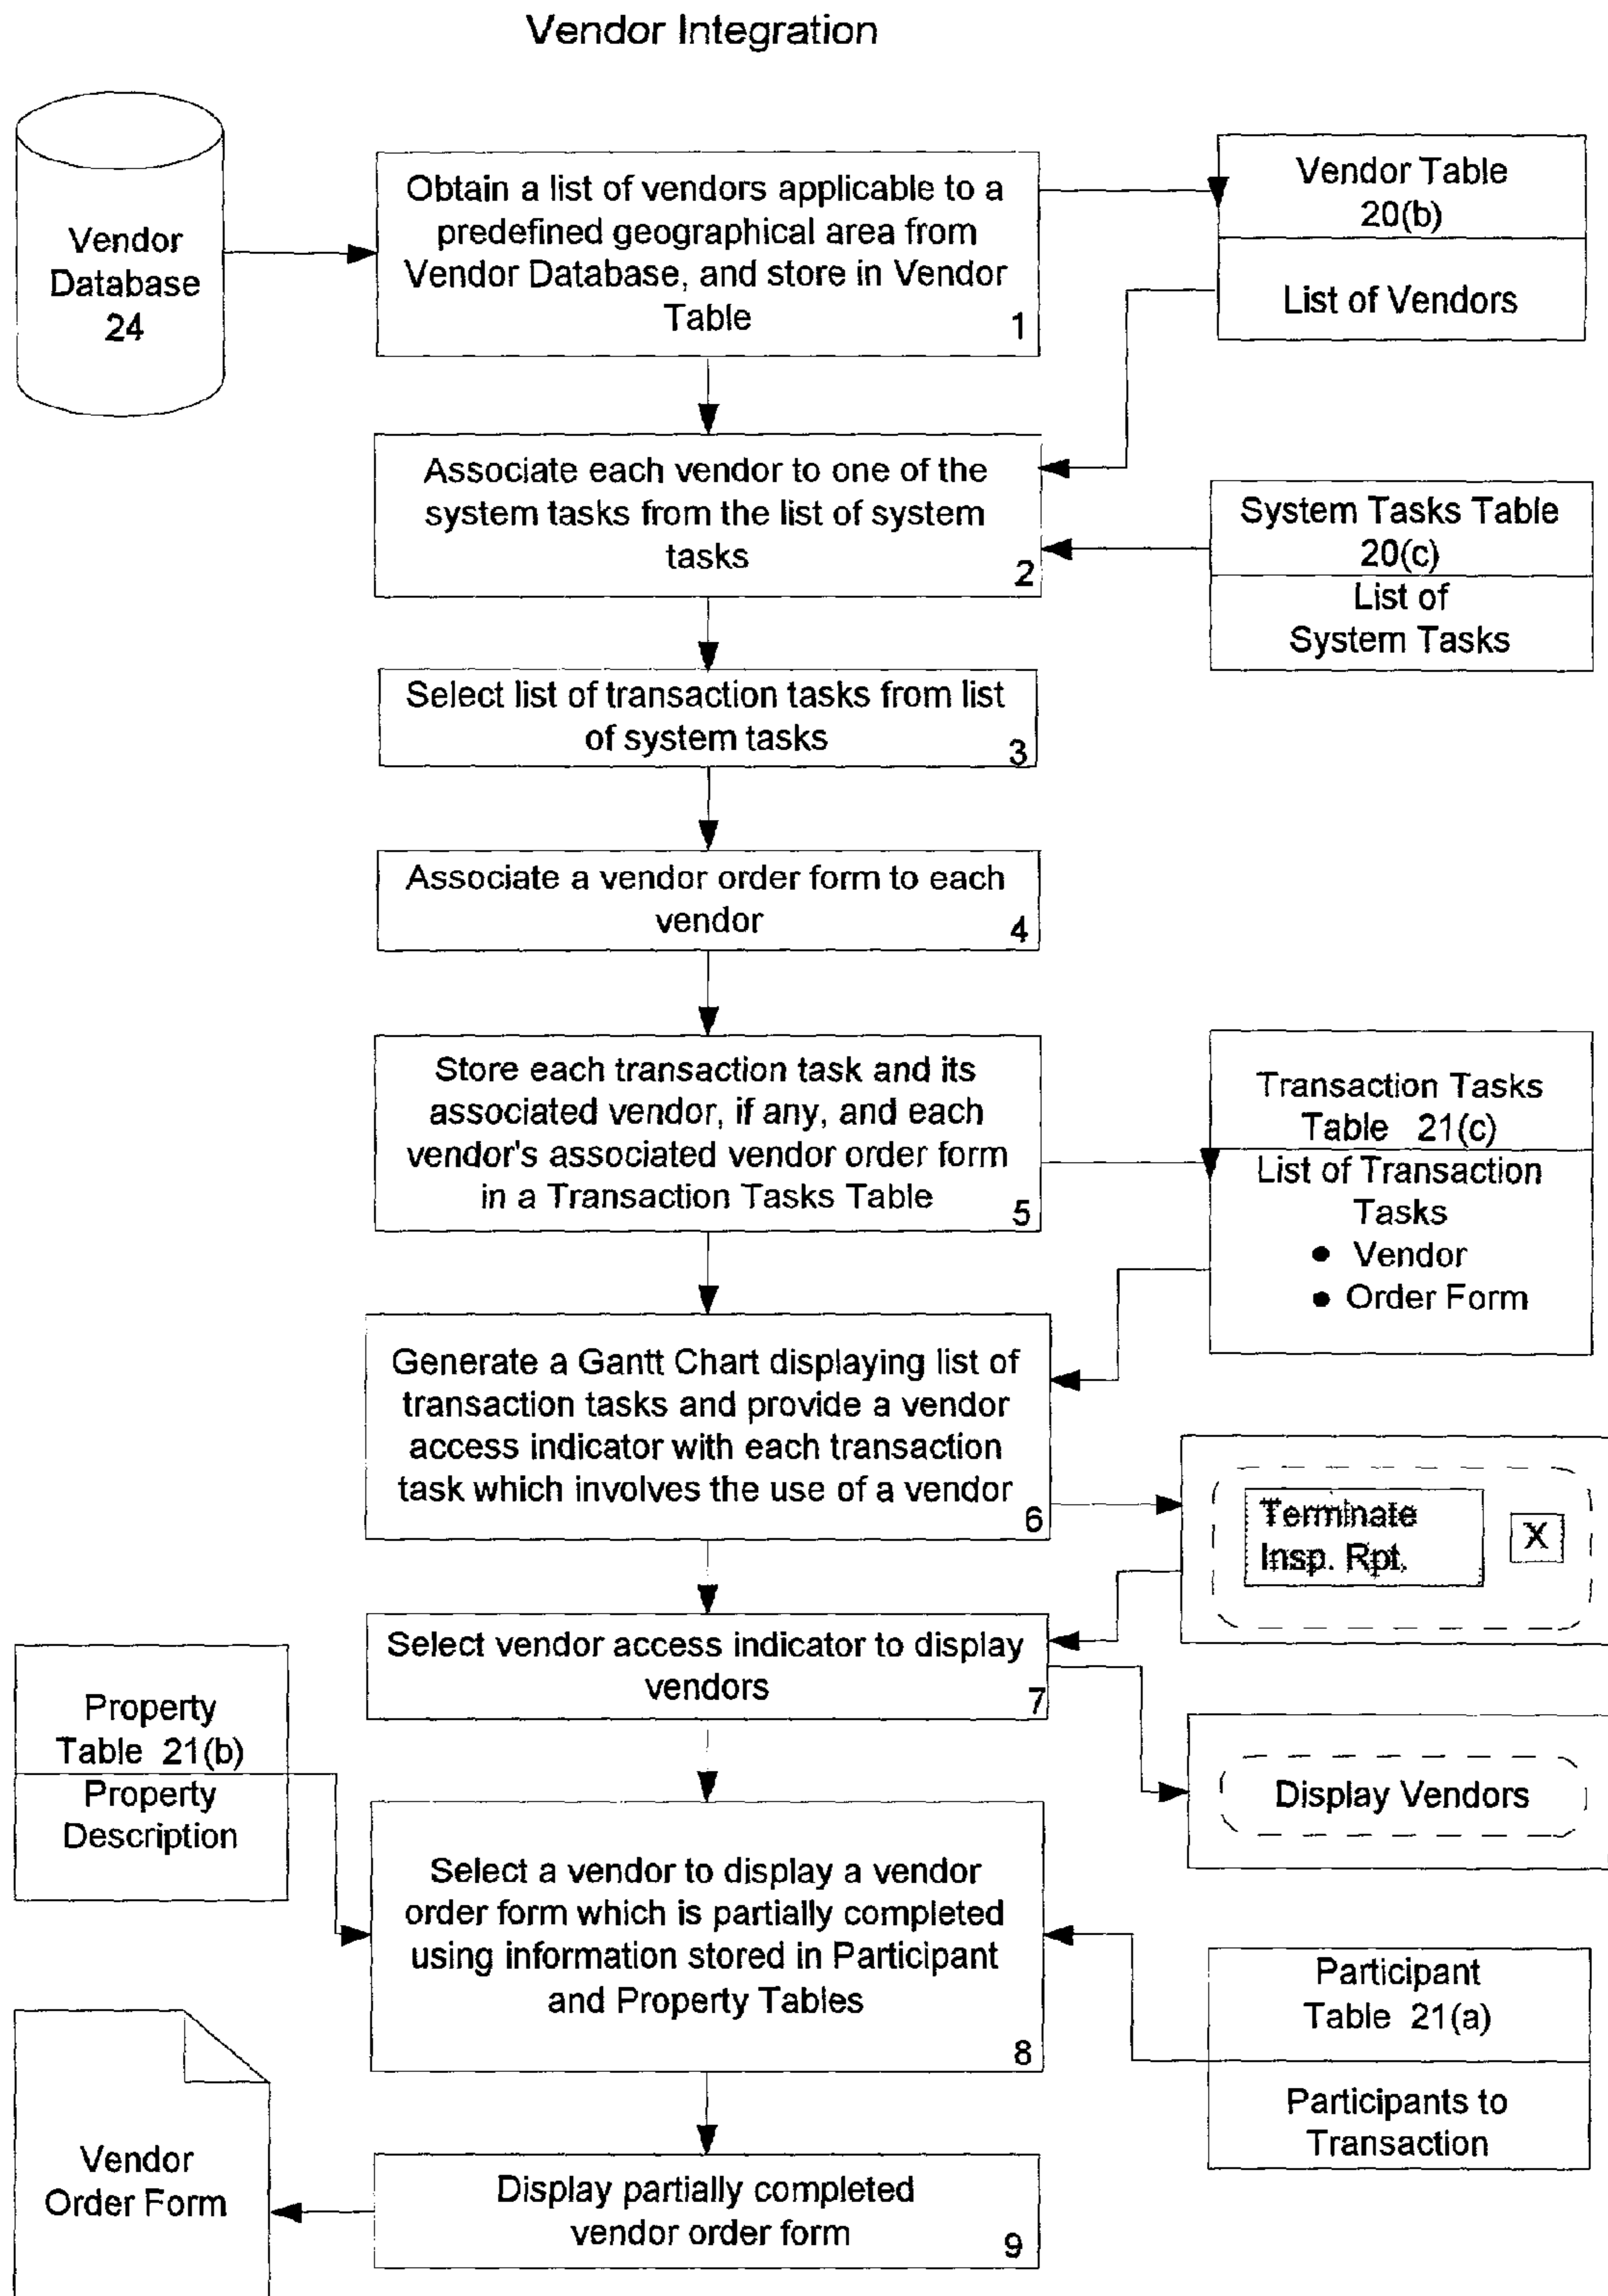 Vendor Integration
Vendor
Database
24
Obtain a list of vendors applicable to a
predefined geographical area from
Vendor Database, and store in Vendor
Table
1
Vendor Table
20(b)
List of Vendors
Associate each vendor to one of the
system tasks from the list of system
tasks
2
System Tasks Table
20(c)
List of
System Tasks
Select list of transaction tasks from list
of system tasks
3
Associate a vendor order form to each
vendor
4
Store each transaction task and its
associated vendor, if any, and each
vendor's associated vendor order form
in a Transaction Tasks Table
5
Transaction Tasks
Table 21(c)
List of Transaction
Tasks
• Vendor
• Order Form
Generate a Gantt Chart displaying list of
transaction tasks and provide a vendor
access indicator with each transaction
task which involves the use of a vendor
6
Terminate
Insp. Rpt.
X
Select vendor access indicator to display
vendors
7
Display Vendors
Property
Table 21(b)
Property
Description
Select a vendor to display a vendor
order form which is partially completed
using information stored in Participant
and Property Tables
8
Participant
Table 21(a)
Participants to
Transaction
Vendor
Order Form
Display partially completed
vendor order form
9